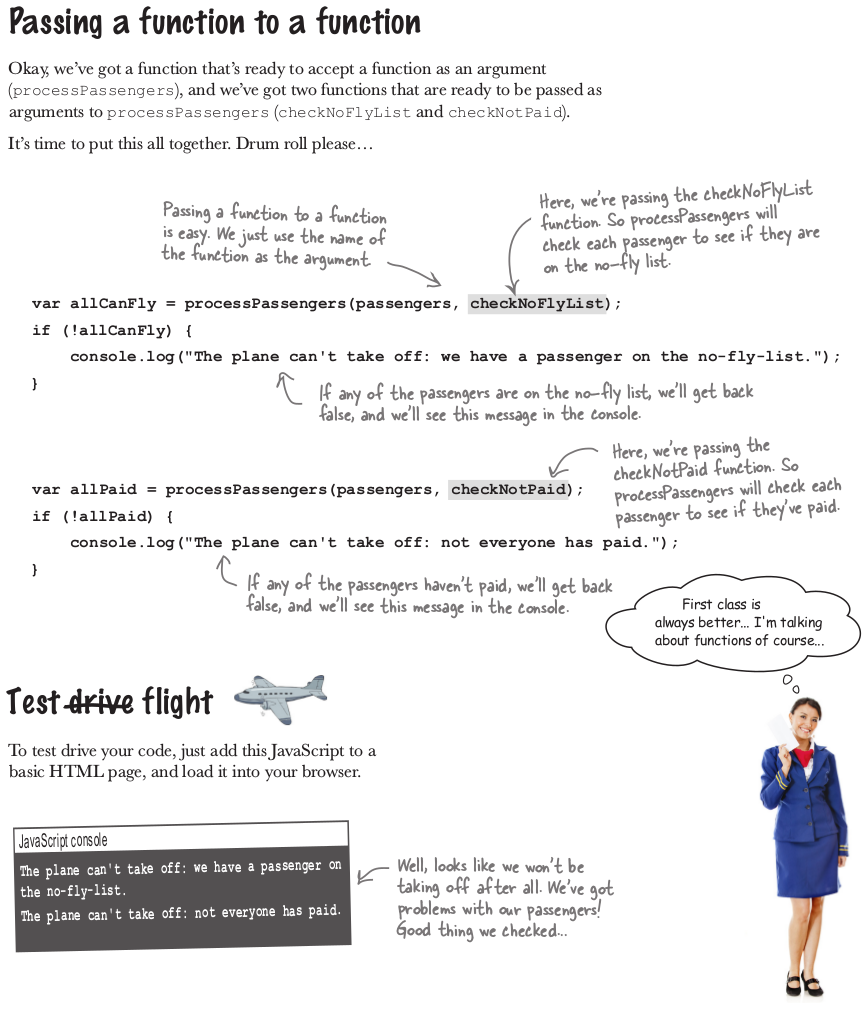 Passing a function to a function
Okay, we've got a function that's ready to accept a function as an argument
(processPassengers), and we've got two functions that are ready to be passed as
arguments to processPassengers (checkNoFlyList and checkNotPaid).
It's time to put this all together. Drum roll please…
Passing a function to a function
is easy. We just use the name of
the function as the argument.
Here, we're passing the checkNoFlyList
function. So processPassengers will
check each passenger to see if they are
on the no-fly list.
var allCanFly = processPassengers(passengers, checkNoFlyList);
if (!allCanFly) {
    console.log("The plane can't take off: we have a passenger on the no-fly-list.");
}
If any of the passengers are on the no-fly list, we'll get back
false, and we'll see this message in the console.
Here, we're passing the
checkNotPaid function. So
processPassengers will check each
passenger to see if they've paid.
var allPaid = processPassengers(passengers, checkNotPaid);
if (!allPaid) {
    console.log("The plane can't take off: not everyone has paid.");
}
If any of the passengers haven't paid, we'll get back
false, and we'll see this message in the console.
First class is
always better... I'm talking
about functions of course...
Test drive flight
To test drive your code, just add this JavaScript to a
basic HTML page, and load it into your browser.
JavaScript console
The plane can't take off: we have a passenger on
the no-fly-list.
The plane can't take off: not everyone has paid.
Well, looks like we won't be
taking off after all. We've got
problems with our passengers!
Good thing we checked...